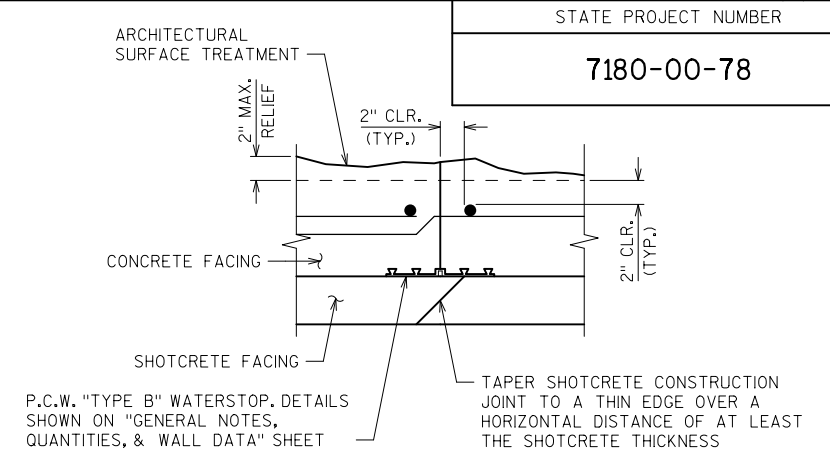 STATE PROJECT NUMBER
7180-00-78
ARCHITECTURAL
SURFACE TREATMENT
2" MAX.
RELIEF
2" CLR.
(TYP.)
2" CLR.
(TYP.)
CONCRETE FACING
SHOTCRETE FACING
P.C.W. "TYPE B" WATERSTOP. DETAILS
SHOWN ON "GENERAL NOTES,
QUANTITIES, & WALL DATA" SHEET
TAPER SHOTCRETE CONSTRUCTION
JOINT TO A THIN EDGE OVER A
HORIZONTAL DISTANCE OF AT LEAST
THE SHOTCRETE THICKNESS